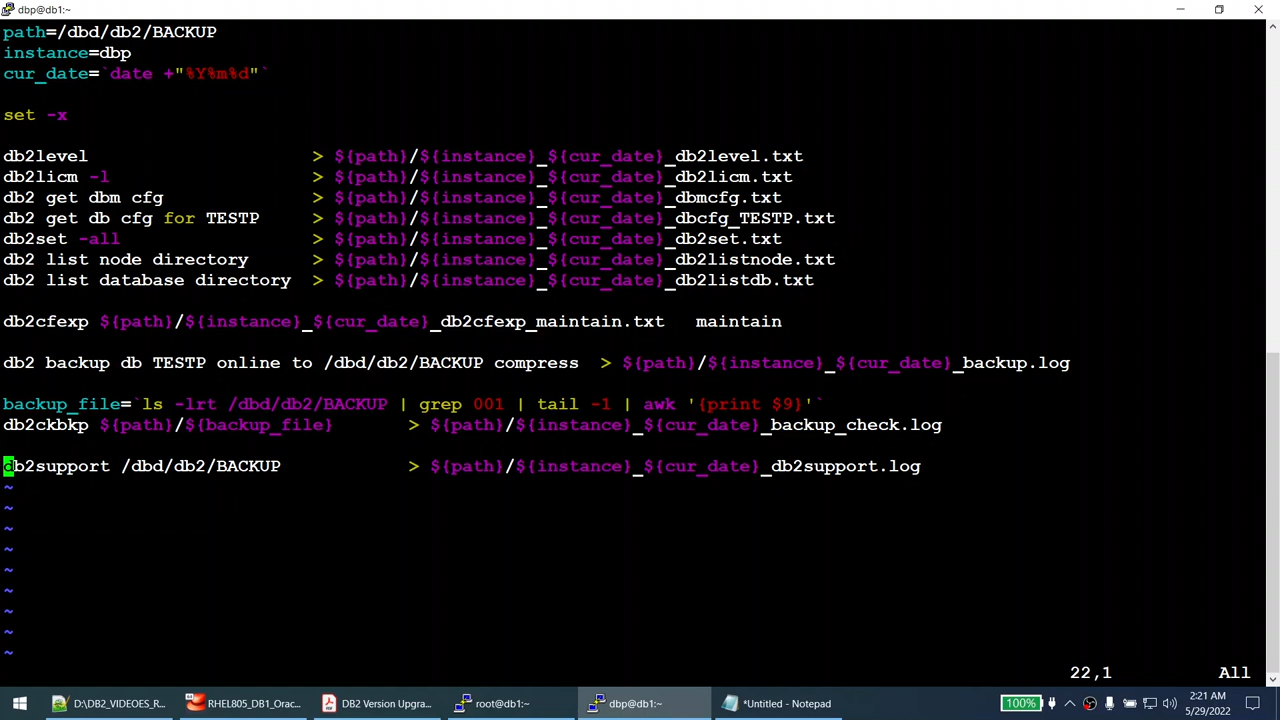 dbp@db1:~
path=/dbd/db2/BACKUP
instance=dbp
cur_date=`date +"%Y%m%d"`
set -x
db2level > ${path}/${instance}_${cur_date}_db2level.txt
db2licm -l > ${path}/${instance}_${cur_date}_db2licm.txt
db2 get dbm cfg > ${path}/${instance}_${cur_date}_dbmcfg.txt
db2 get db cfg for TESTP > ${path}/${instance}_${cur_date}_dbcfg_TESTP.txt
db2set -all > ${path}/${instance}_${cur_date}_db2set.txt
db2 list node directory > ${path}/${instance}_${cur_date}_db2listnode.txt
db2 list database directory > ${path}/${instance}_${cur_date}_db2listdb.txt
db2cfexp ${path}/${instance}_${cur_date}_db2cfexp_maintain.txt maintain
db2 backup db TESTP online to /dbd/db2/BACKUP compress > ${path}/${instance}_${cur_date}_backup.log
backup_file=`ls -lrt /dbd/db2/BACKUP | grep 001 | tail -1 | awk '{print $9}'`
db2ckbkp ${path}/${backup_file} > ${path}/${instance}_${cur_date}_backup_check.log
db2support /dbd/db2/BACKUP > ${path}/${instance}_${cur_date}_db2support.log
~
~
~
~
~
~
~
~
~
22,1 All
D:\DB2_VIDEOES_R... RHEL805_DB1_Orac... DB2 Version Upgra... root@db1:~ dbp@db1:~ *Untitled - Notepad 100% 2:21 AM
5/29/2022